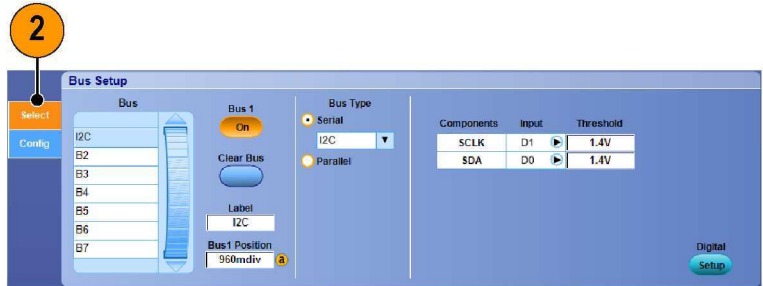 2
Bus Setup
Select
Config
Bus
I2C
B2
B3
B4
B5
B6
B7
Bus 1
On
Clear Bus
Label
I2C
Bus1 Position
960mdiv a
Bus Type
Serial
I2C
Parallel
Components Input Threshold
SCLK D1 1.4V
SDA D0 1.4V
Digital
Setup